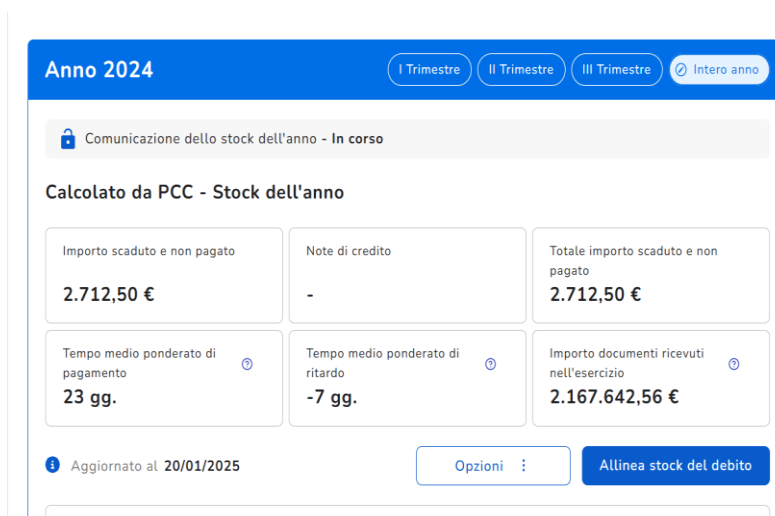 Anno 2024
I Trimestre
II Trimestre
III Trimestre
Intero anno
Comunicazione dello stock dell'anno - In corso
Calcolato da PCC - Stock dell'anno
Importo scaduto e non pagato
2.712,50 €
Note di credito
-
Totale importo scaduto e non
pagato
2.712,50 €
Tempo medio ponderato di
pagamento
23 gg.
Tempo medio ponderato di
ritardo
-7 gg.
Importo documenti ricevuti
nell'esercizio
2.167.642,56 €
Aggiornato al 20/01/2025
Opzioni
Allinea stock del debito